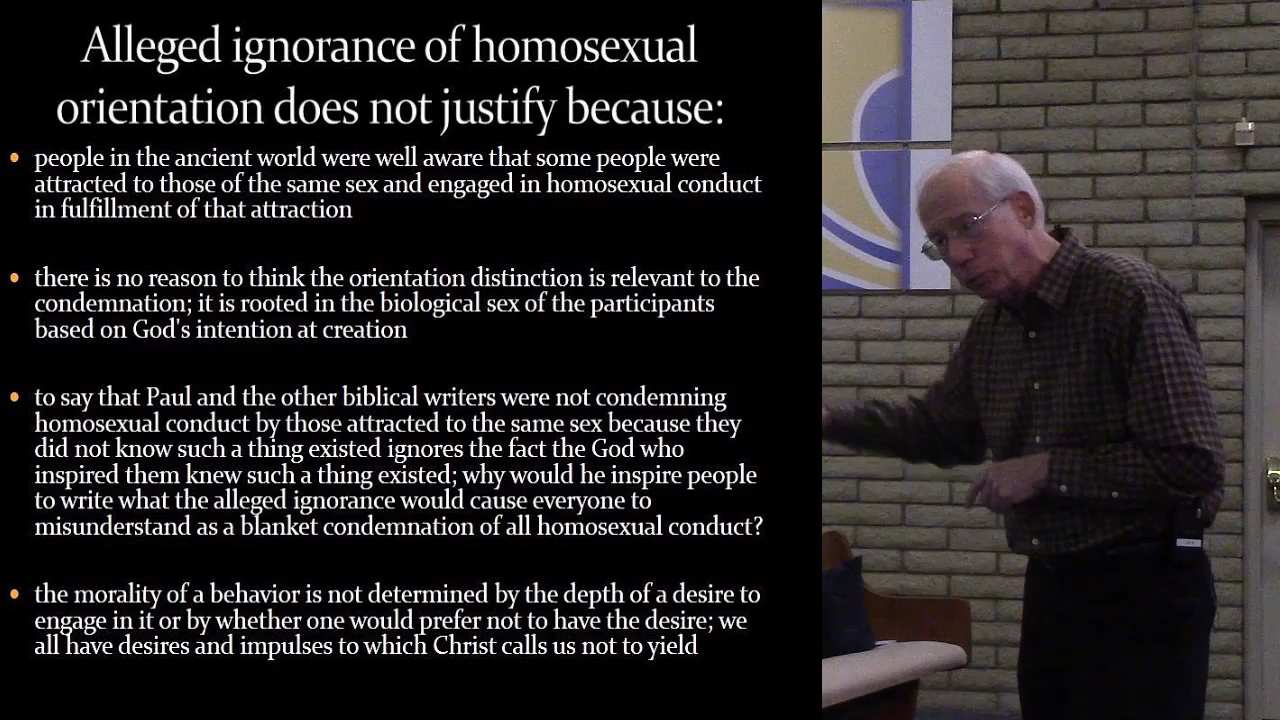 Alleged ignorance of homosexual
orientation does not justify because:
• people in the ancient world were well aware that some people were
attracted to those of the same sex and engaged in homosexual conduct
in fulfillment of that attraction
• there is no reason to think the orientation distinction is relevant to the
condemnation; it is rooted in the biological sex of the participants
based on God's intention at creation
• to say that Paul and the other biblical writers were not condemning
homosexual conduct by those attracted to the same sex because they
did not know such a thing existed ignores the fact the God who
inspired them knew such a thing existed; why would he inspire people
to write what the alleged ignorance would cause everyone to
misunderstand as a blanket condemnation of all homosexual conduct?
• the morality of a behavior is not determined by the depth of a desire to
engage in it or by whether one would prefer not to have the desire; we
all have desires and impulses to which Christ calls us not to yield